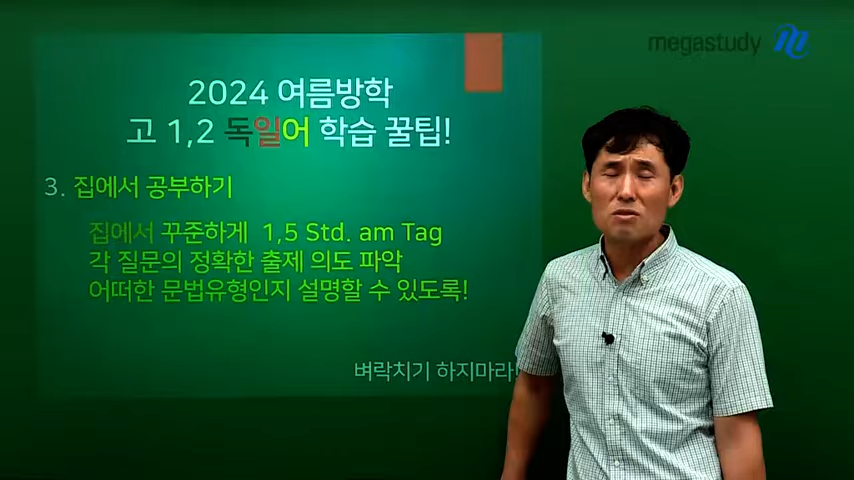 megastudy
2024 여름방학
고 1,2 독일어 학습 꿀팁!
3. 집에서 공부하기
집에서 꾸준하게 1,5 Std. am Tag
각 질문의 정확한 출제 의도 파악
어떠한 문법유형인지 설명할 수 있도록!
벼락치기 하지마라!